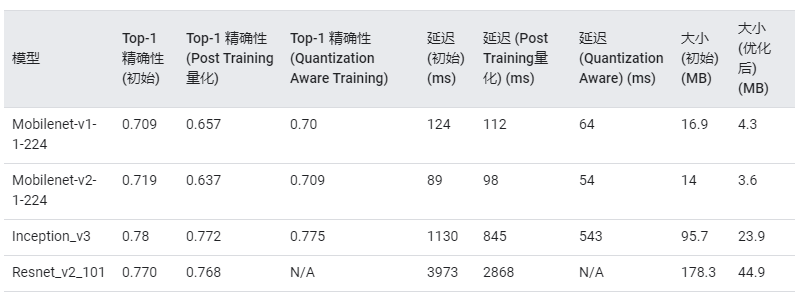 模型 Top-1 精确性 (初始) Top-1 精确性 (Post Training 量化) Top-1 精确性 (Quantization Aware Training) 延迟 (初始) (ms) 延迟 (Post Training量化) (ms) 延迟 (Quantization Aware) (ms) 大小 (初始) (MB) 大小 (优化后) (MB)
Mobilenet-v1-1-224 0.709 0.657 0.70 124 112 64 16.9 4.3
Mobilenet-v2-1-224 0.719 0.637 0.709 89 98 54 14 3.6
Inception_v3 0.78 0.772 0.775 1130 845 543 95.7 23.9
Resnet_v2_101 0.770 0.768 N/A 3973 2868 N/A 178.3 44.9